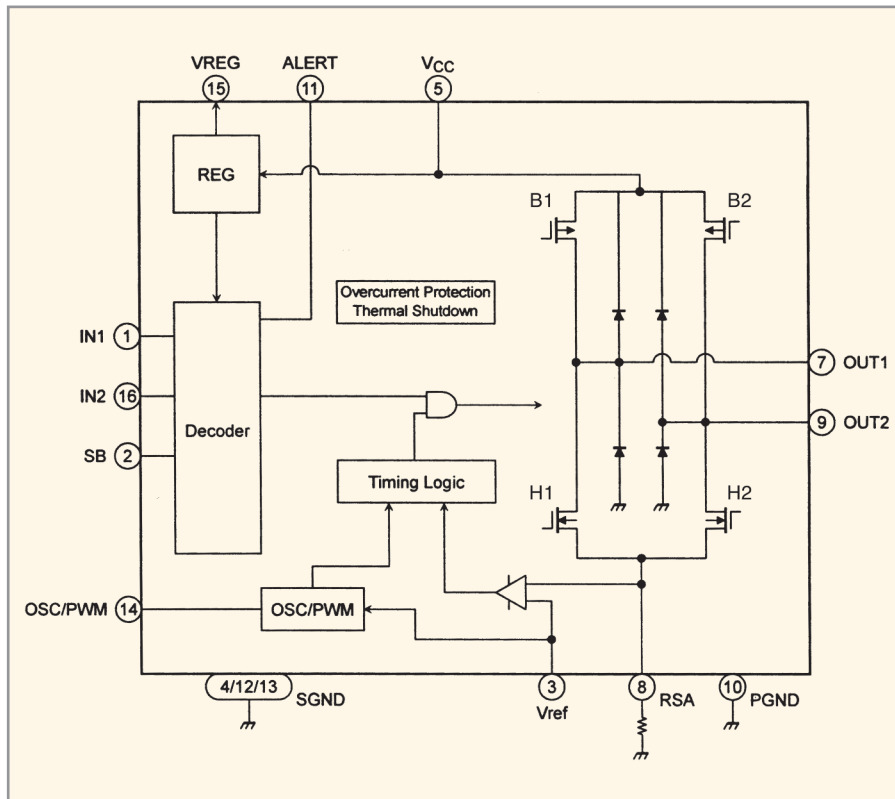 VREG
ALERT
VCC
15
11
5
REG
B1
B2
Overcurrent Protection
Thermal Shutdown
IN1
1
7
OUT1
IN2
16
Decoder
9
OUT2
SB
2
Timing Logic
H1
H2
OSC/PWM
14
OSC/PWM
4/12/13
SGND
3
Vref
8
RSA
10
PGND